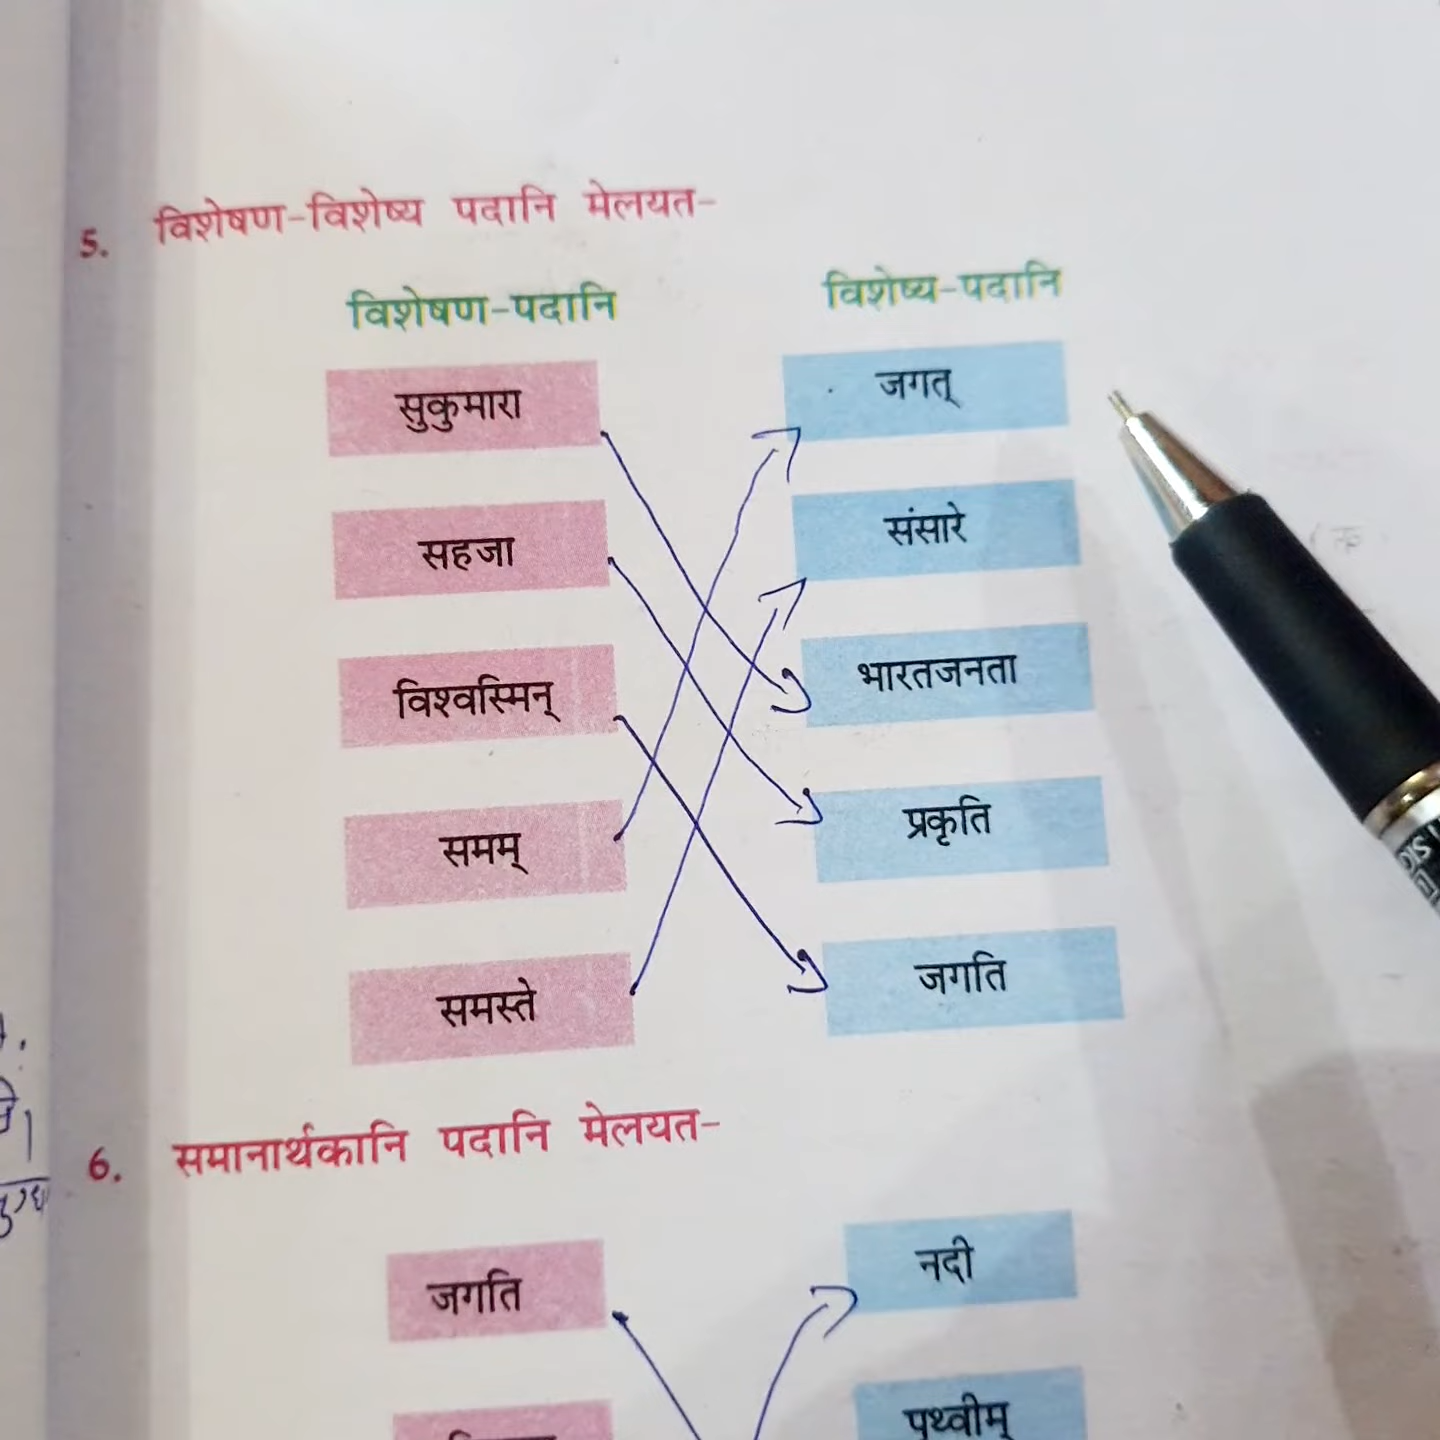 5. विशेषण-विशेष्य पदानि मेलयत-
विशेषण-पदानि विशेष्य-पदानि
सुकुमारा जगत्
सहजा संसारे
विश्वस्मिन् भारतजनता
समम् प्रकृति
समस्ते जगति
6. समानार्थकानि पदानि मेलयत-
जगति नदी
पृथ्वीम्